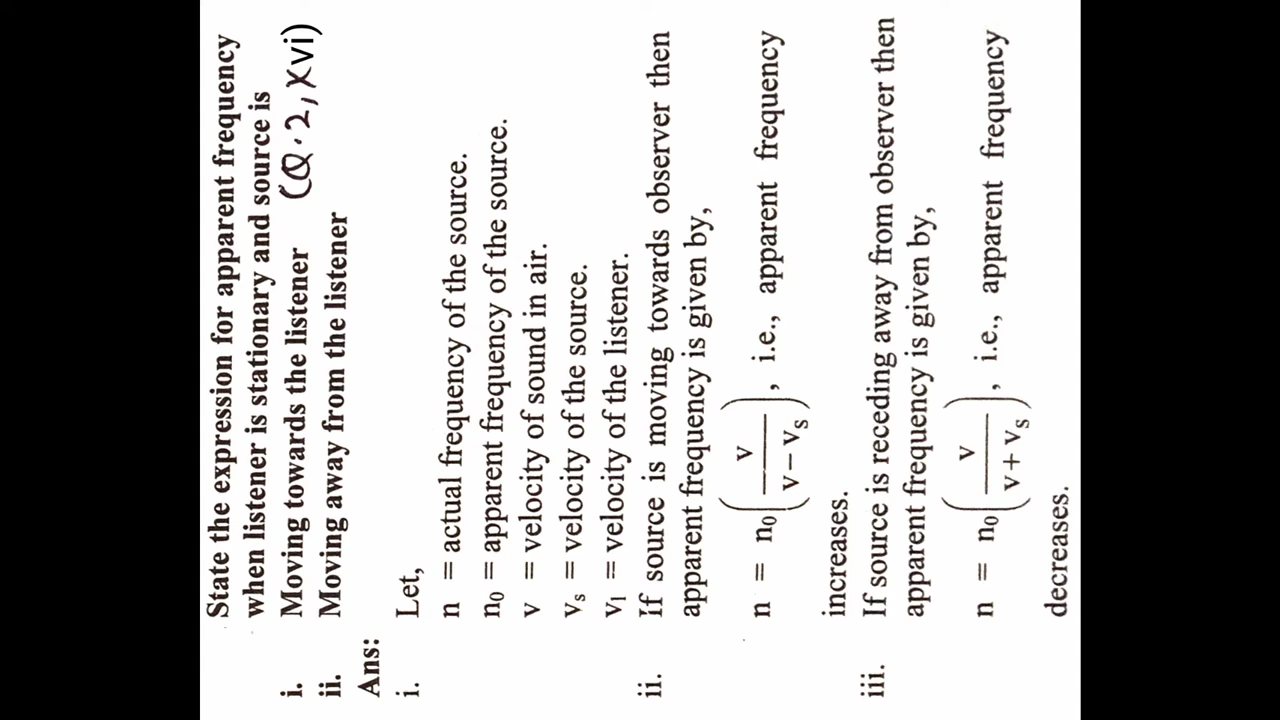 State the expression for apparent frequency
when listener is stationary and source is
i. Moving towards the listener (Q.2, xvi)
ii. Moving away from the listener
Ans:
i. Let,
n = actual frequency of the source.
n₀ = apparent frequency of the source.
v = velocity of sound in air.
vₛ = velocity of the source.
v₁ = velocity of the listener.
ii. If source is moving towards observer then
apparent frequency is given by,
n = n₀ (v / (v − vₛ)), i.e., apparent frequency
increases.
iii. If source is receding away from observer then
apparent frequency is given by,
n = n₀ (v / (v + vₛ)), i.e., apparent frequency
decreases.